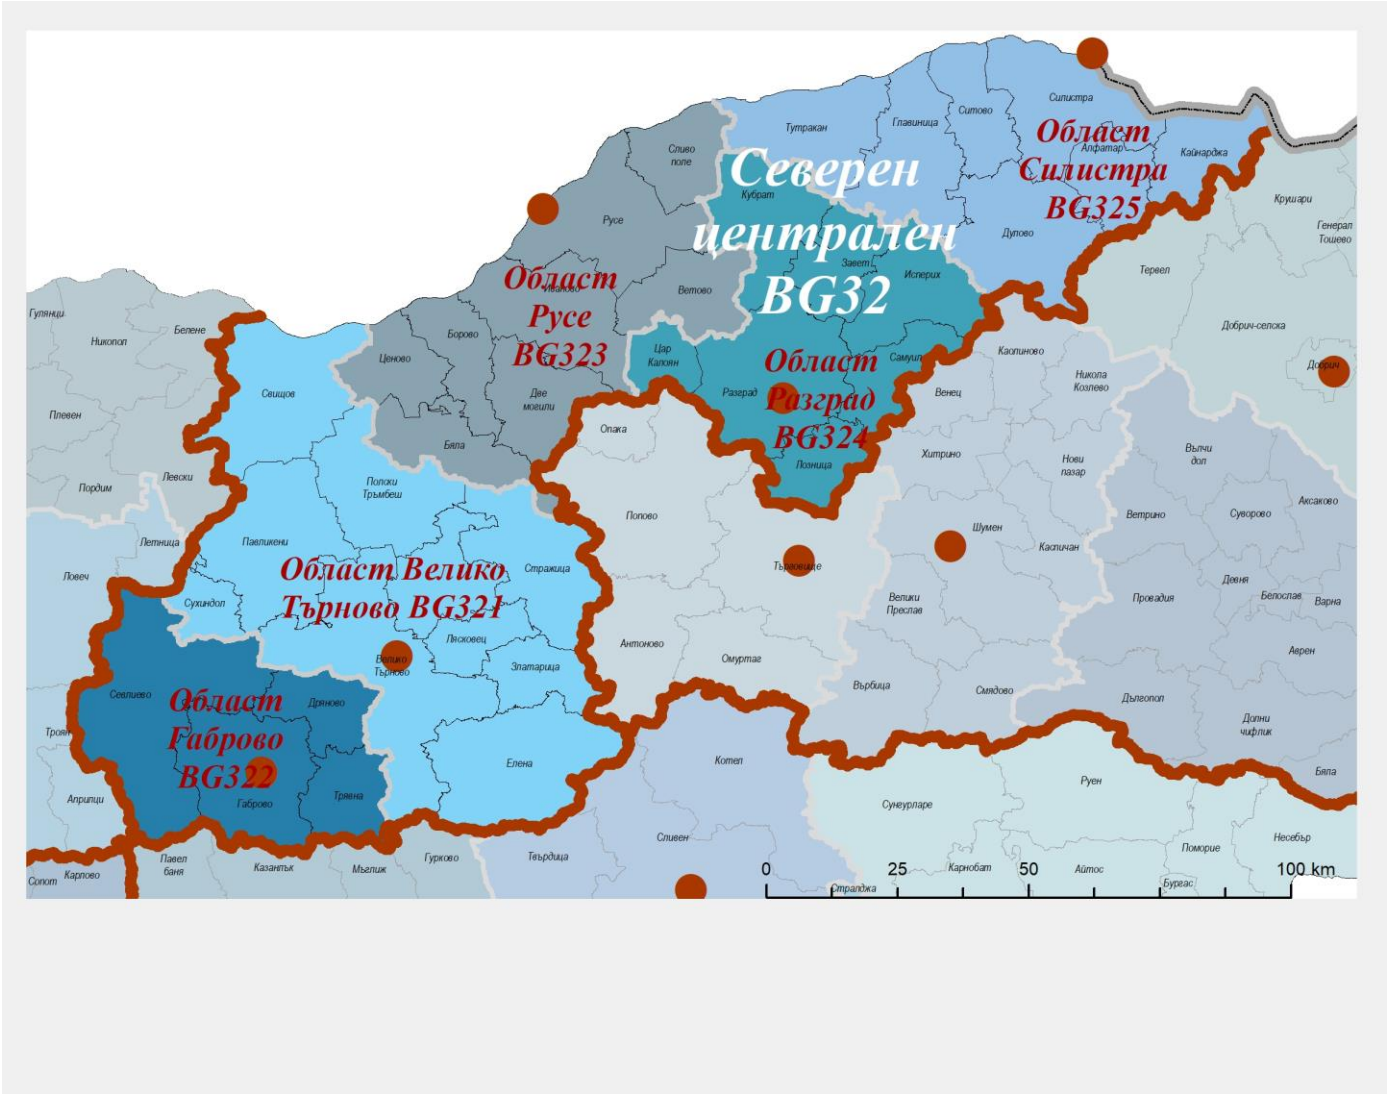 Северен
централен
BG32
Област
Силистра
BG325
Област
Русе
BG323
Област
Разград
BG324
Област Велико
Търново BG321
Област
Габрово
BG322
Силистра
Ситово
Главиница
Тутракан
Алфатар
Кайнарджа
Дулово
Сливо
поле
Русе
Кубрат
Завет
Исперих
Ветово
Иваново
Борово
Ценово
Цар
Калоян
Самуил
Разград
Две
могили
Бяла
Лозница
Крушари
Генерал
Тошево
Тервел
Добрич-селска
Добрич
Гулянци
Никопол
Белене
Свищов
Плевен
Пордим
Левски
Полски
Тръмбеш
Павликени
Летница
Ловеч
Сухиндол
Стражица
Лясковец
Велико
Търново
Златарица
Елена
Севлиево
Дряново
Габрово
Трявна
Троян
Априлци
Сопот
Карлово
Павел
баня
Казанлък
Мъглиж
Гурково
Твърдица
Сливен
Котел
Опака
Попово
Търговище
Антоново
Омуртаг
Каолиново
Никола
Козлево
Венец
Хитрино
Нови
пазар
Шумен
Каспичан
Велики
Преслав
Върбица
Смядово
Вълчи
дол
Аксаково
Ветрино
Суворово
Девня
Провадия
Белослав
Варна
Аврен
Дългопол
Долни
чифлик
Бяла
Руен
Сунгурларе
Несебър
Поморие
Карнобат
Айтос
Бургас
Стралджа
0
25
50
100 km